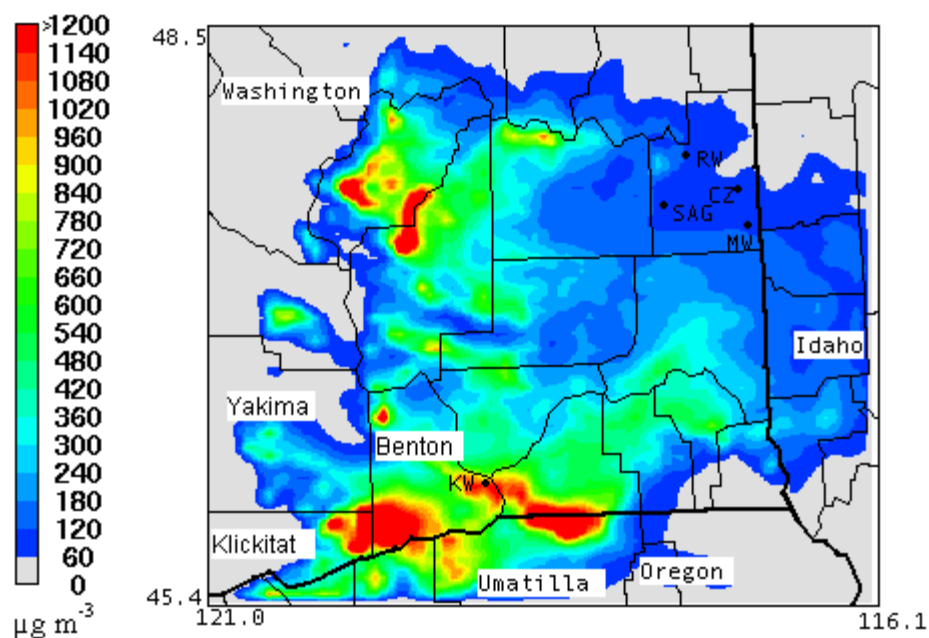 >1200
1140
1080
1020
960
900
840
780
720
660
600
540
480
420
360
300
240
180
120
60
0
µg m-3
48.5
Washington
RW
CZ
SAG
MW
Idaho
Yakima
Benton
KW
Klickitat
Umatilla
Oregon
45.4
121.0
116.1